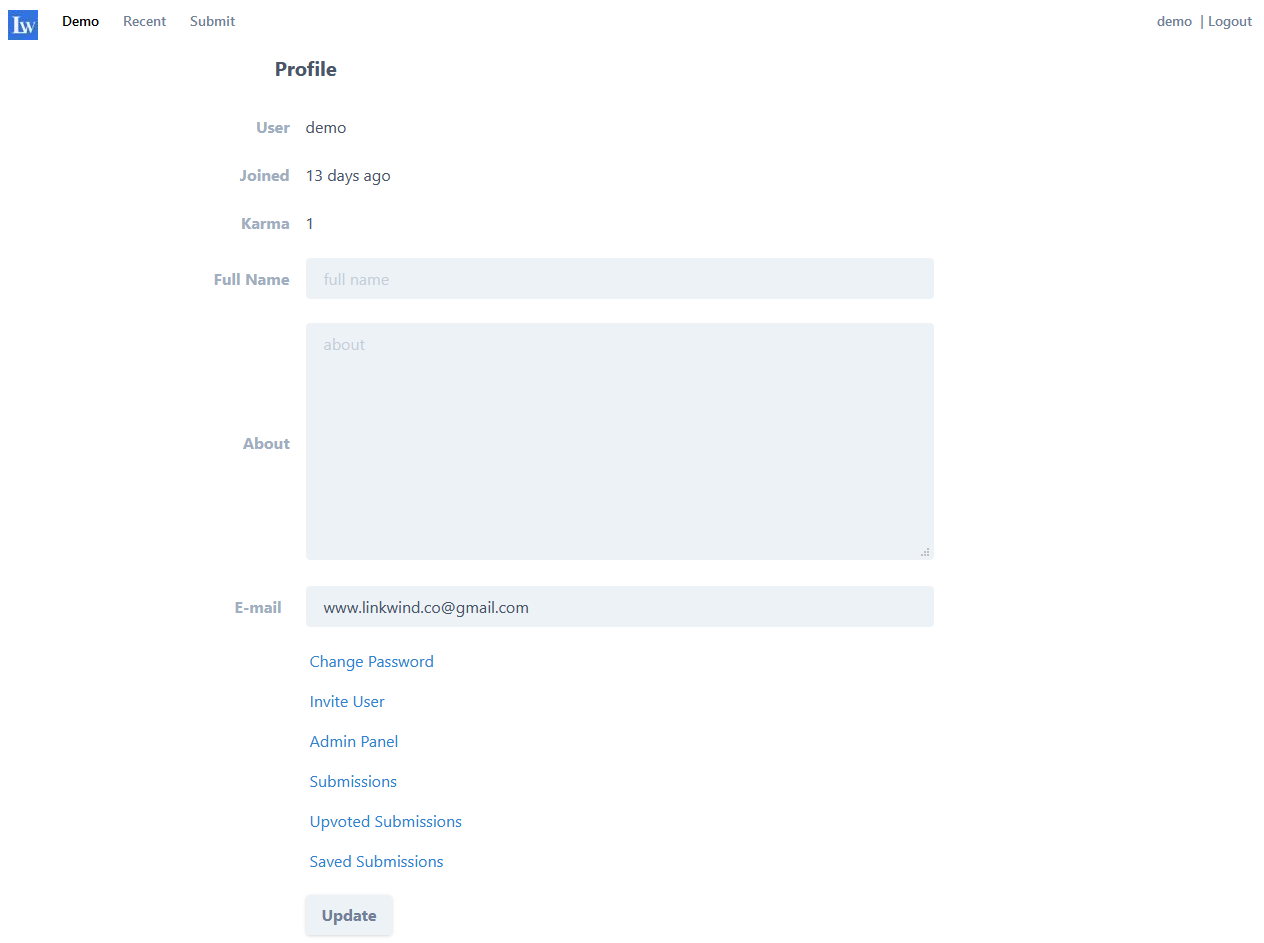 Lw Demo Recent Submit demo | Logout
Profile
User demo
Joined 13 days ago
Karma 1
Full Name full name
about
About
E-mail www.linkwind.co@gmail.com
Change Password
Invite User
Admin Panel
Submissions
Upvoted Submissions
Saved Submissions
Update